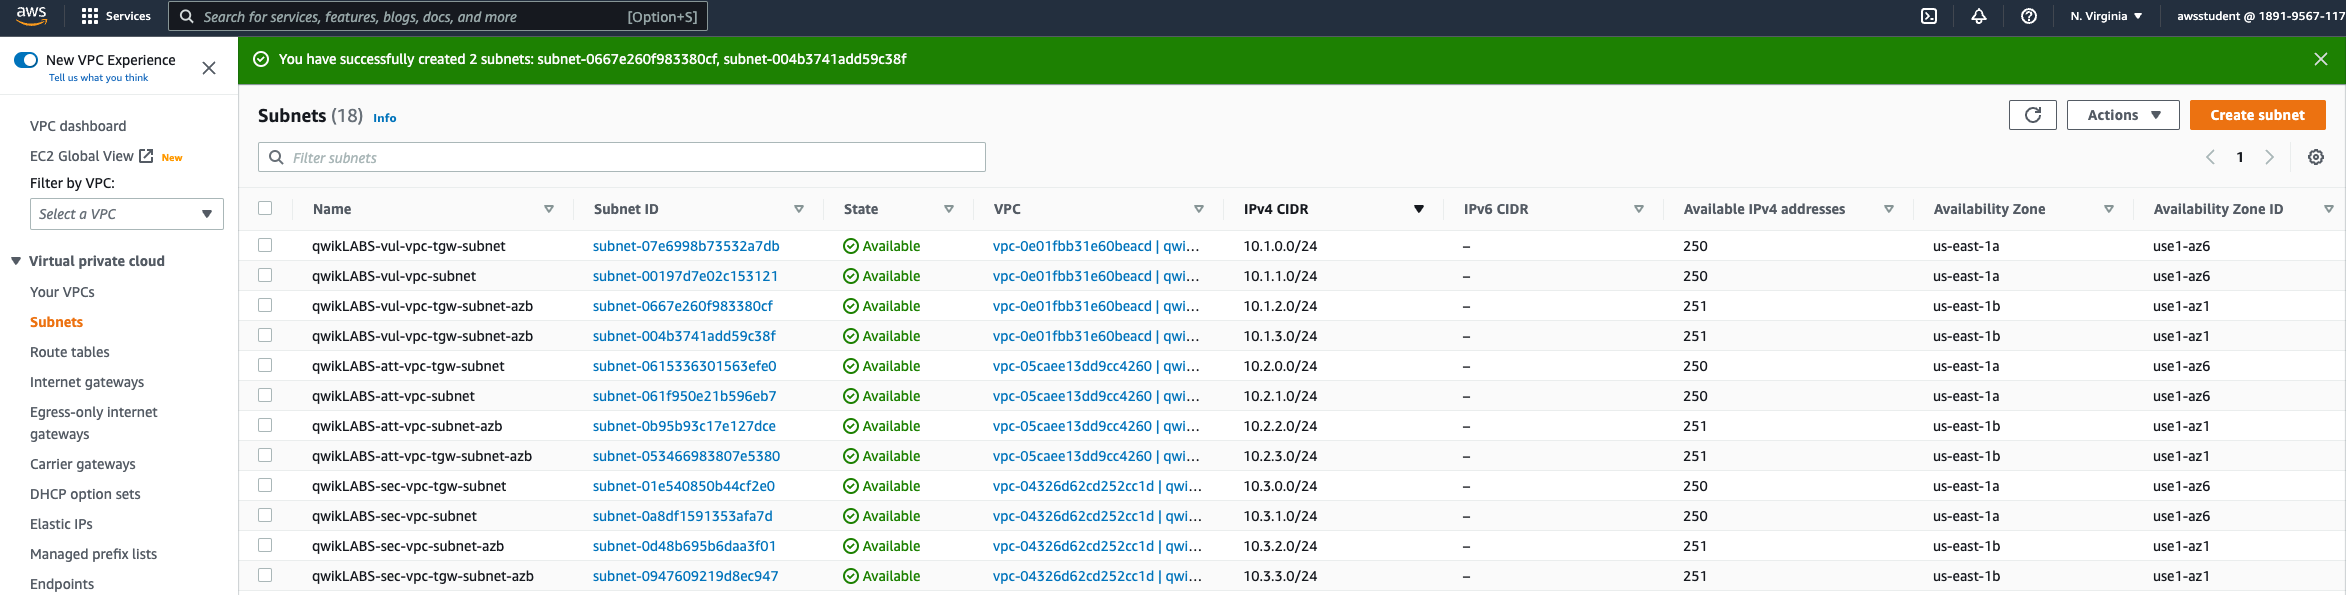 aws Services Search for services, features, blogs, docs, and more [Option+S] N. Virginia awsstudent @ 1891-9567-117
New VPC Experience
Tell us what you think
You have successfully created 2 subnets: subnet-0667e260f983380cf, subnet-004b3741add59c38f
VPC dashboard
EC2 Global View New
Filter by VPC:
Select a VPC
Virtual private cloud
Your VPCs
Subnets
Route tables
Internet gateways
Egress-only internet
gateways
Carrier gateways
DHCP option sets
Elastic IPs
Managed prefix lists
Endpoints
Subnets (18) Info
Actions Create subnet
Filter subnets
1
Name Subnet ID State VPC IPv4 CIDR IPv6 CIDR Available IPv4 addresses Availability Zone Availability Zone ID
qwikLABS-vul-vpc-tgw-subnet subnet-07e6998b73532a7db Available vpc-0e01fbb31e60beacd | qwi... 10.1.0.0/24 – 250 us-east-1a use1-az6
qwikLABS-vul-vpc-subnet subnet-00197d7e02c153121 Available vpc-0e01fbb31e60beacd | qwi... 10.1.1.0/24 – 250 us-east-1a use1-az6
qwikLABS-vul-vpc-tgw-subnet-azb subnet-0667e260f983380cf Available vpc-0e01fbb31e60beacd | qwi... 10.1.2.0/24 – 251 us-east-1b use1-az1
qwikLABS-vul-vpc-tgw-subnet-azb subnet-004b3741add59c38f Available vpc-0e01fbb31e60beacd | qwi... 10.1.3.0/24 – 251 us-east-1b use1-az1
qwikLABS-att-vpc-tgw-subnet subnet-0615336301563efe0 Available vpc-05caee13dd9cc4260 | qwi... 10.2.0.0/24 – 250 us-east-1a use1-az6
qwikLABS-att-vpc-subnet subnet-061f950e21b596eb7 Available vpc-05caee13dd9cc4260 | qwi... 10.2.1.0/24 – 250 us-east-1a use1-az6
qwikLABS-att-vpc-subnet-azb subnet-0b95b93c17e127dce Available vpc-05caee13dd9cc4260 | qwi... 10.2.2.0/24 – 251 us-east-1b use1-az1
qwikLABS-att-vpc-tgw-subnet-azb subnet-053466983807e5380 Available vpc-05caee13dd9cc4260 | qwi... 10.2.3.0/24 – 251 us-east-1b use1-az1
qwikLABS-sec-vpc-tgw-subnet subnet-01e540850b44cf2e0 Available vpc-04326d62cd252cc1d | qwi... 10.3.0.0/24 – 250 us-east-1a use1-az6
qwikLABS-sec-vpc-subnet subnet-0a8df1591353afa7d Available vpc-04326d62cd252cc1d | qwi... 10.3.1.0/24 – 250 us-east-1a use1-az6
qwikLABS-sec-vpc-subnet-azb subnet-0d48b695b6daa3f01 Available vpc-04326d62cd252cc1d | qwi... 10.3.2.0/24 – 251 us-east-1b use1-az1
qwikLABS-sec-vpc-tgw-subnet-azb subnet-0947609219d8ec947 Available vpc-04326d62cd252cc1d | qwi... 10.3.3.0/24 – 251 us-east-1b use1-az1